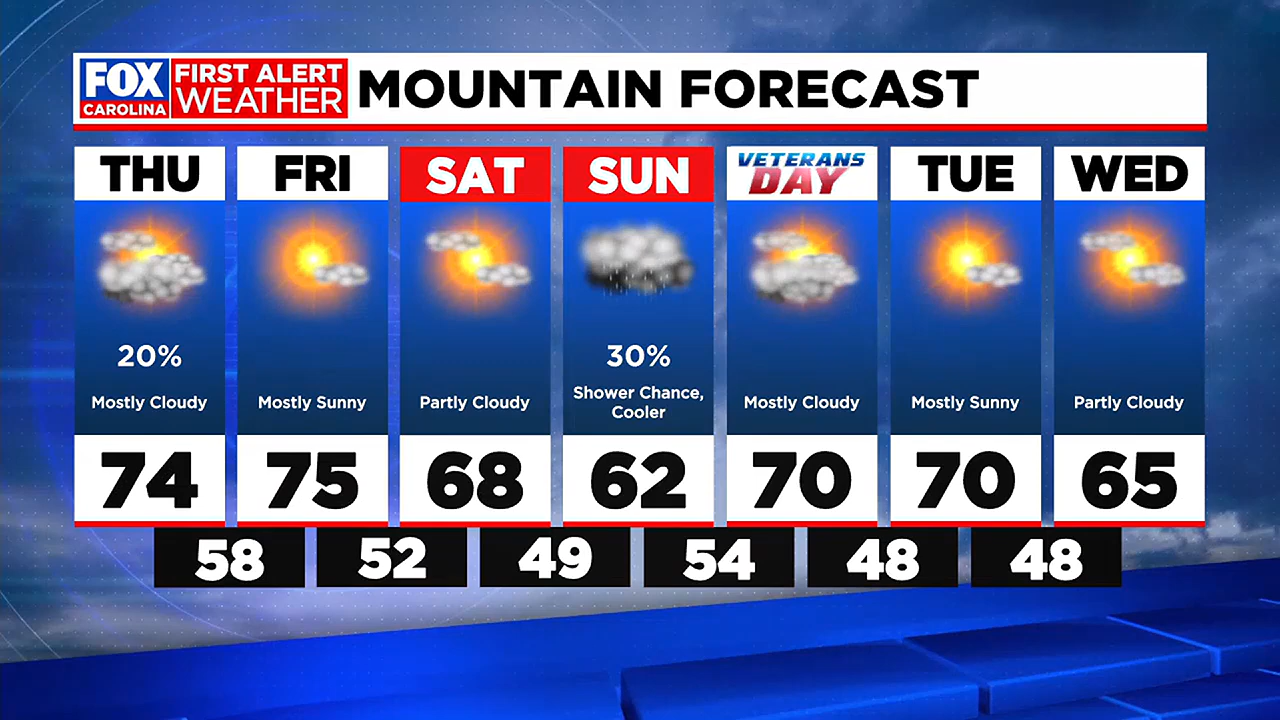 FOX
CAROLINA
FIRST ALERT
WEATHER
MOUNTAIN FORECAST
THU
20%
Mostly Cloudy
74
FRI
Mostly Sunny
75
SAT
Partly Cloudy
68
SUN
30%
Shower Chance,
Cooler
62
VETERANS
DAY
Mostly Cloudy
70
TUE
Mostly Sunny
70
WED
Partly Cloudy
65
58
52
49
54
48
48